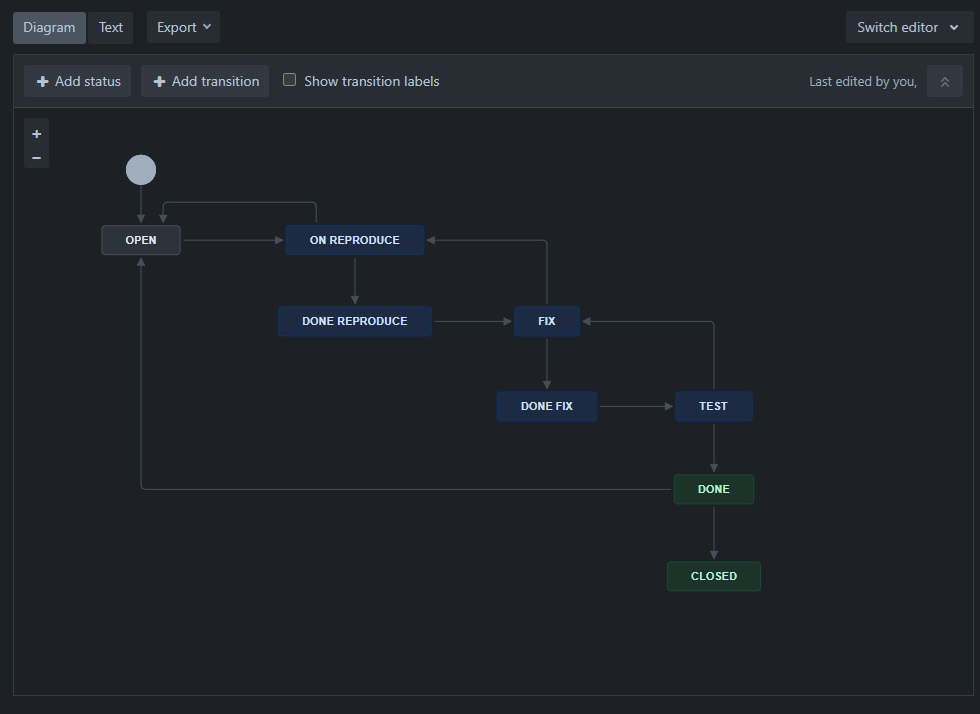 Diagram
Text
Export
Switch editor
Add status
Add transition
Show transition labels
Last edited by you,
+
−
OPEN
ON REPRODUCE
DONE REPRODUCE
FIX
DONE FIX
TEST
DONE
CLOSED